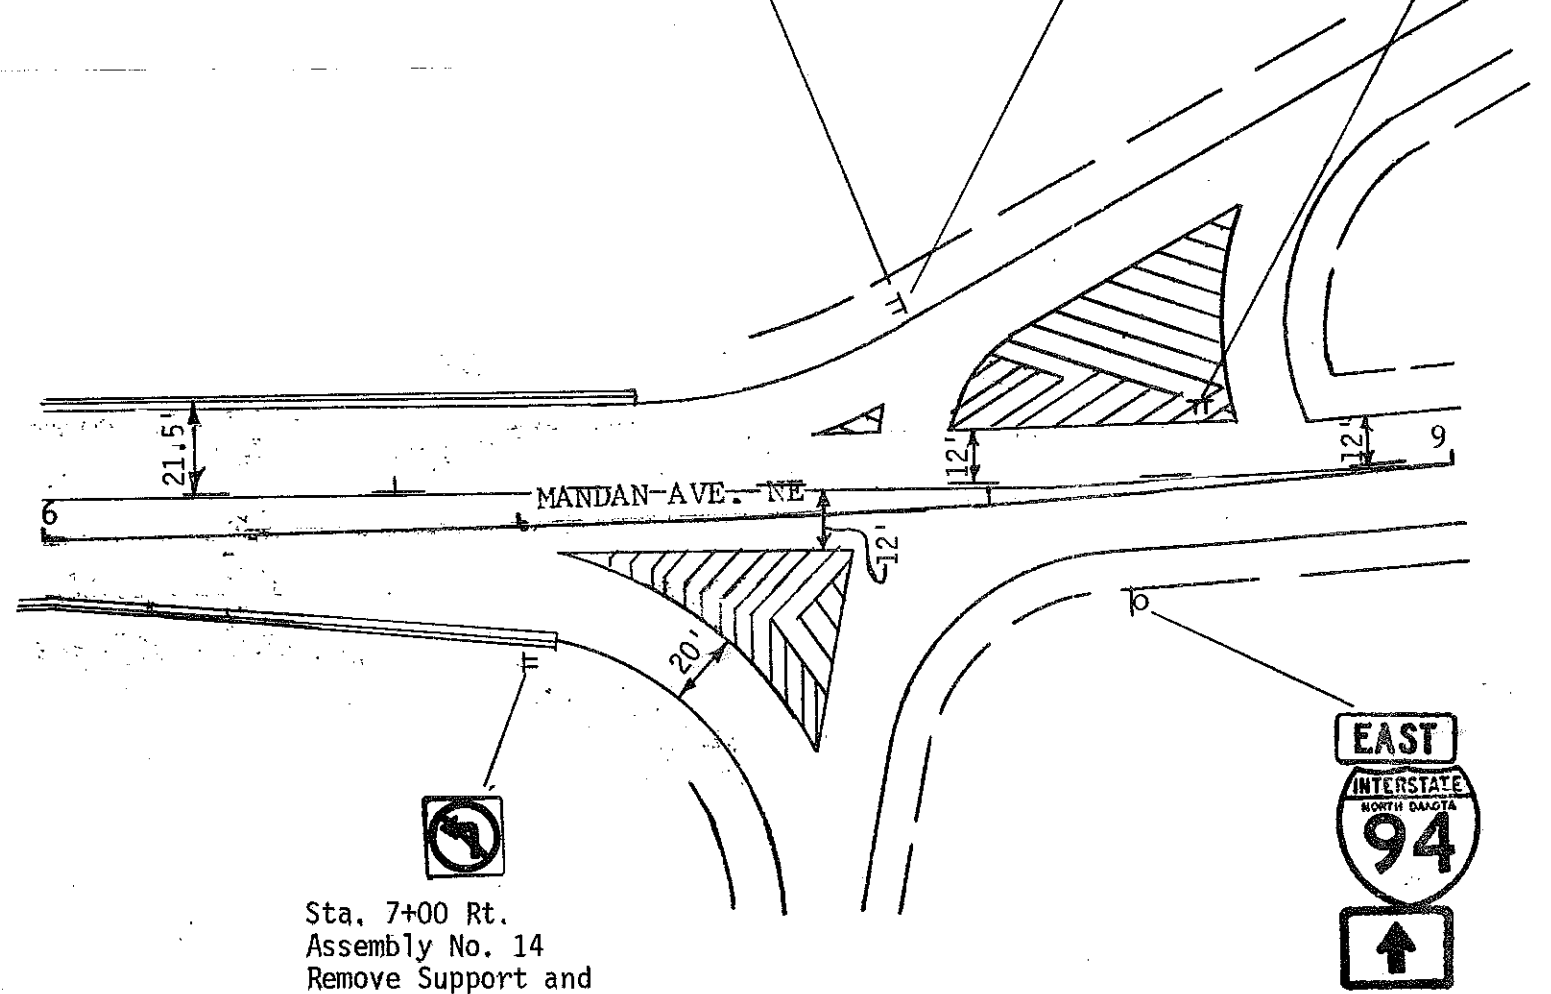 21.5'
12'
12'
9
6
MANDAN AVE. NE
12'
20'
EAST
INTERSTATE
NORTH DAKOTA
94
Sta. 7+00 Rt.
Assembly No. 14
Remove Support and